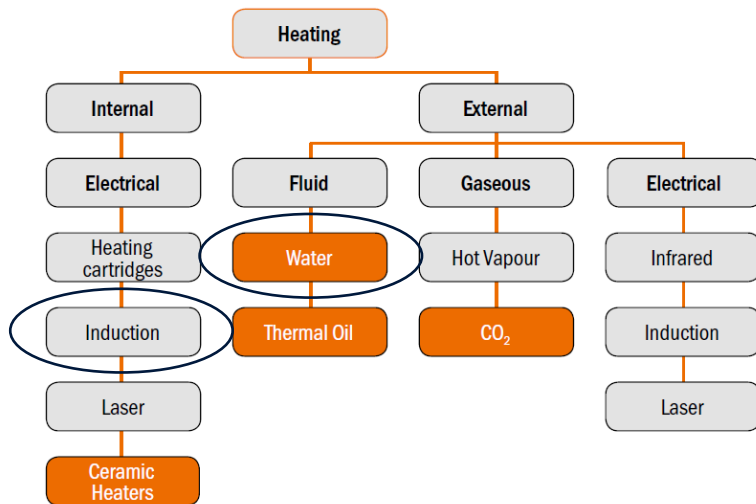 Heating
Internal
External
Electrical
Fluid
Gaseous
Electrical
Heating
cartridges
Water
Hot Vapour
Infrared
Induction
Thermal Oil
CO₂
Induction
Laser
Laser
Ceramic
Heaters